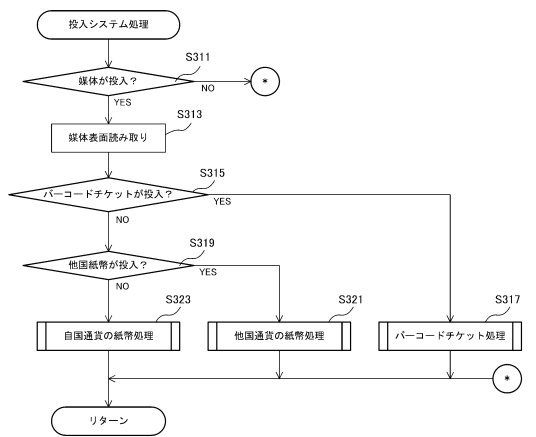 投入システム処理
S311
媒体が投入？
NO
*
YES
S313
媒体表面読み取り
S315
バーコードチケットが投入？
YES
NO
S319
他国紙幣が投入？
YES
NO
S323
S321
S317
自国通貨の紙幣処理
他国通貨の紙幣処理
バーコードチケット処理
*
リターン